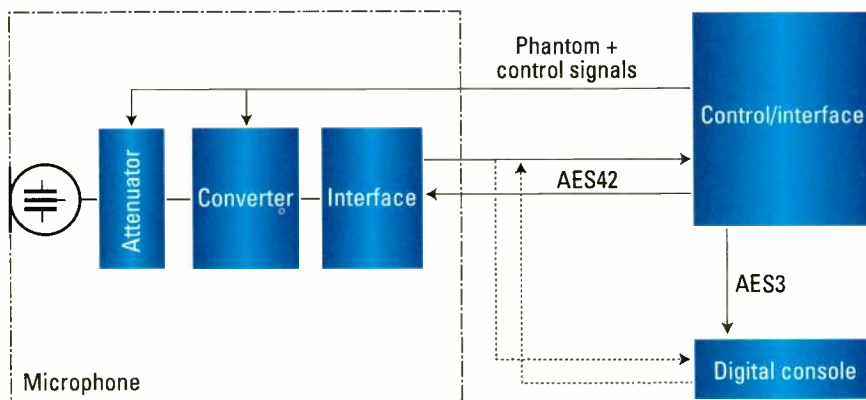 Phantom +
control signals
Control/interface
Attenuator
Converter
Interface
AES42
AES3
Microphone
Digital console